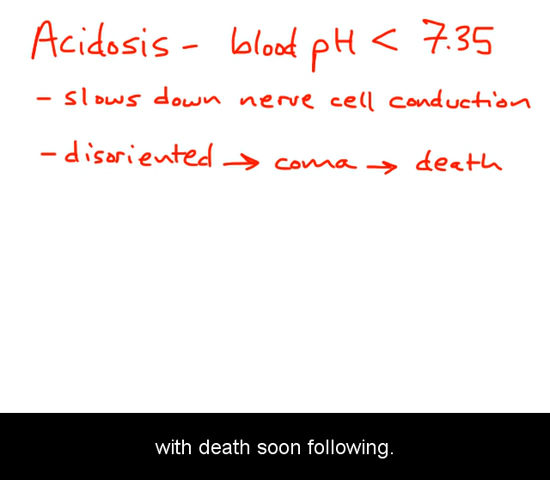 Acidosis - blood pH < 7.35
- slows down nerve cell conduction
- disoriented → coma → death
with death soon following.